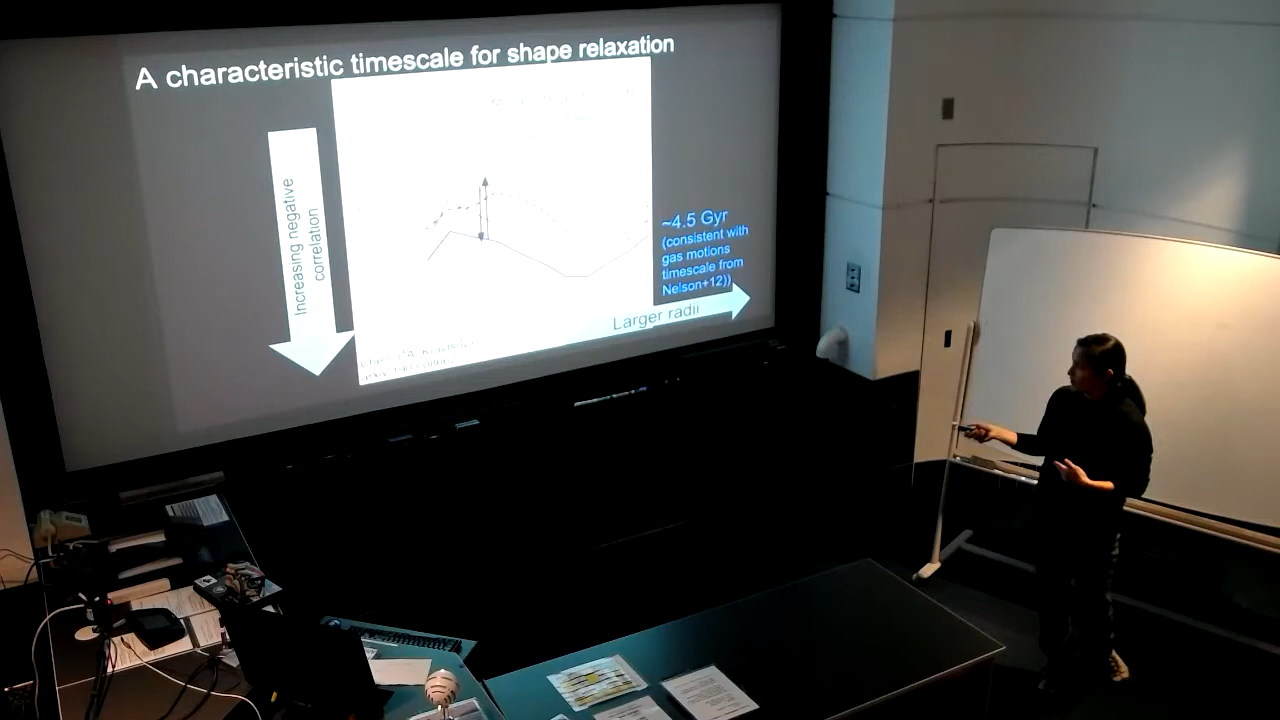 A characteristic timescale for shape relaxation
Increasing negative
correlation
~4.5 Gyr
(consistent with
gas motions
timescale from
Nelson+12))
Larger radii